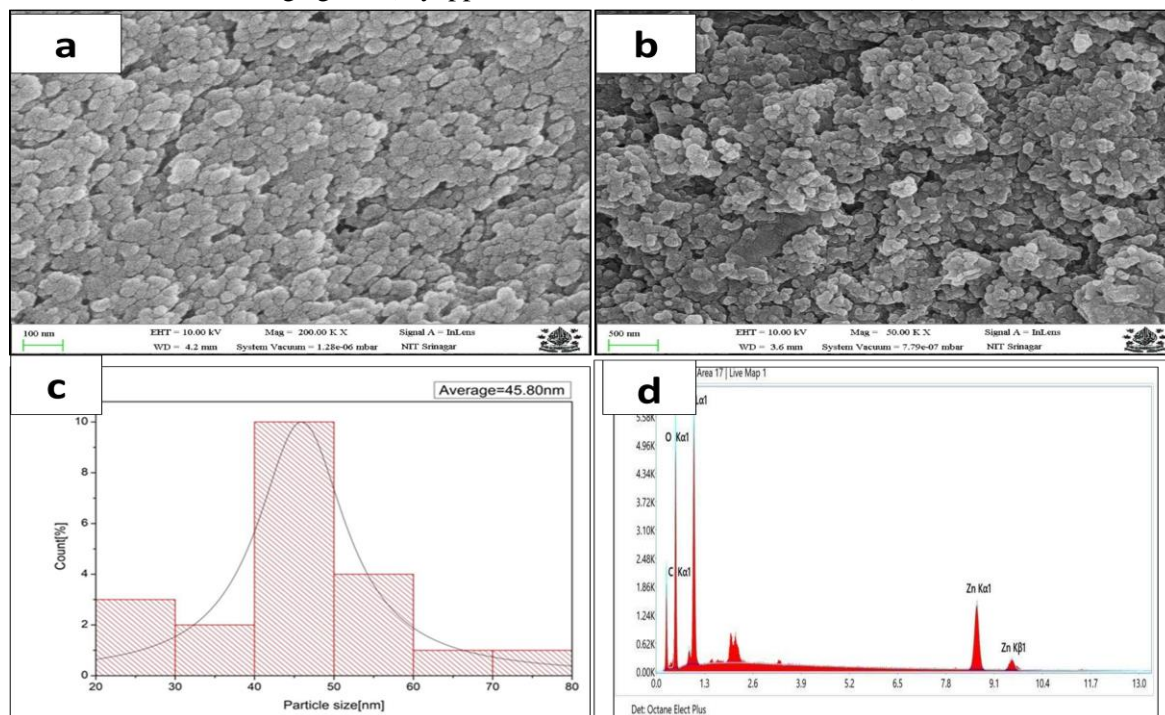 a
b
100 nm
EHT = 10.00 kV Mag = 200.00 K X Signal A = InLens
WD = 4.2 mm System Vacuum = 1.28e-06 mbar NIT Srinagar
500 nm
EHT = 10.00 kV Mag = 50.00 K X Signal A = InLens
WD = 3.6 mm System Vacuum = 7.79e-07 mbar NIT Srinagar
c
Average=45.80nm
10
8
6
4
2
0
20 30 40 50 60 70 80
Count[%]
Particle size[nm]
d
Area 17 | Live Map 1
Lα1
5.58K
O Kα1
4.96K
4.34K
3.72K
3.10K
2.48K
C Kα1
1.86K
Zn Kα1
1.24K
Zn Kβ1
0.62K
0.00K
0.0 1.3 2.6 3.9 5.2 6.5 7.8 9.1 10.4 11.7 13.0
Det: Octane Elect Plus